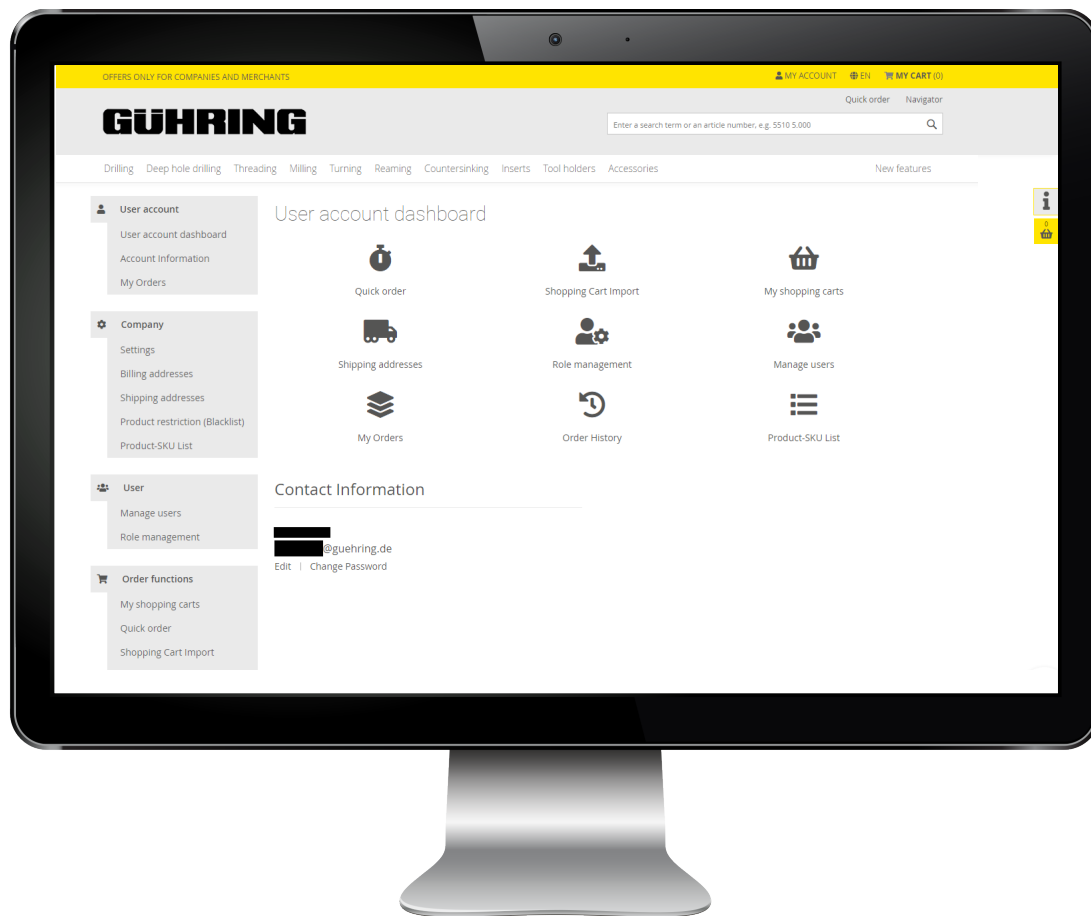 OFFERS ONLY FOR COMPANIES AND MERCHANTS
MY ACCOUNT EN MY CART (0)
Quick order Navigator
GÜHRING
Enter a search term or an article number, e.g. 5510 5.000
Drilling Deep hole drilling Threading Milling Turning Reaming Countersinking Inserts Tool holders Accessories New features
0
User account
User account dashboard
Account Information
My Orders
Company
Settings
Billing addresses
Shipping addresses
Product restriction (Blacklist)
Product-SKU List
User
Manage users
Role management
Order functions
My shopping carts
Quick order
Shopping Cart Import
User account dashboard
Quick order Shopping Cart Import My shopping carts
Shipping addresses Role management Manage users
My Orders Order History Product-SKU List
Contact Information
@guehring.de
Edit | Change Password